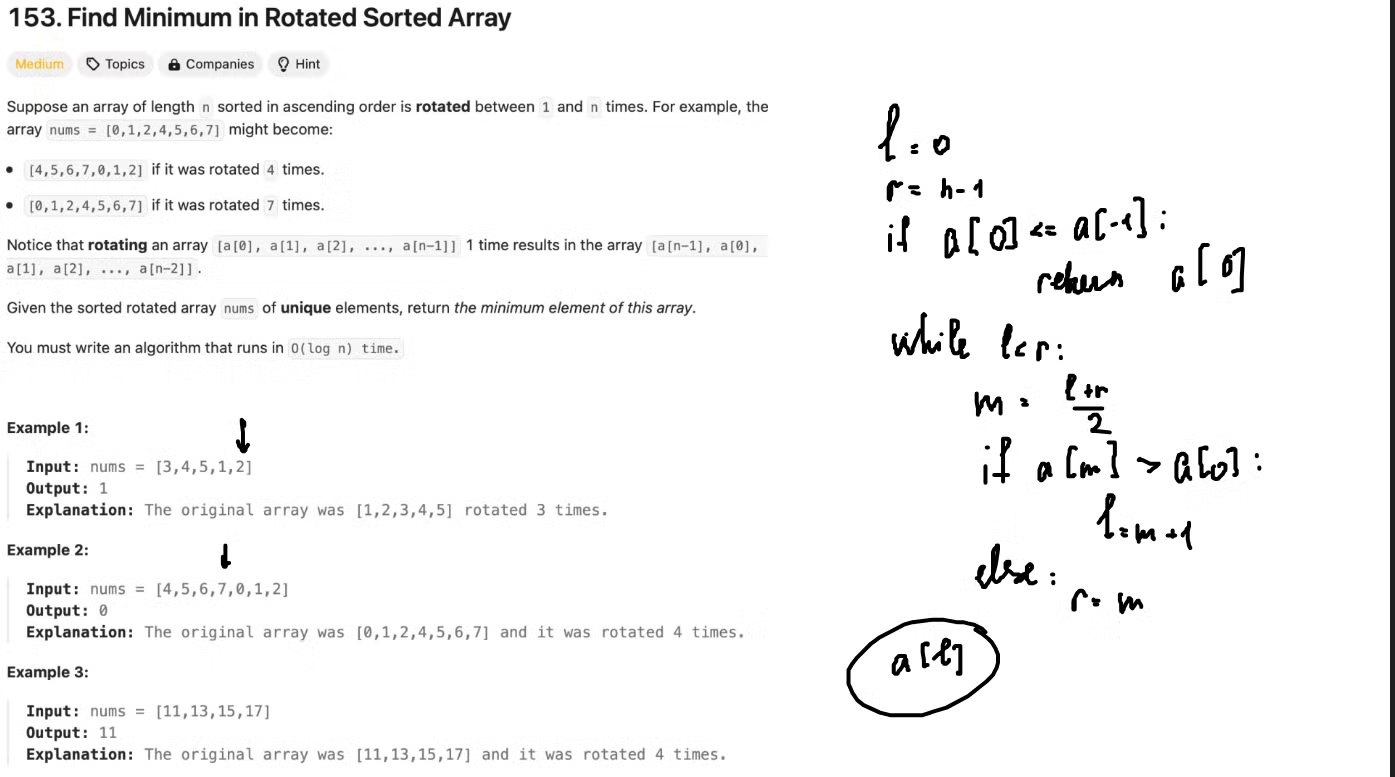 153. Find Minimum in Rotated Sorted Array
Medium Topics Companies Hint
Suppose an array of length n sorted in ascending order is rotated between 1 and n times. For example, the
array nums = [0,1,2,4,5,6,7] might become:
• [4,5,6,7,0,1,2] if it was rotated 4 times.
• [0,1,2,4,5,6,7] if it was rotated 7 times.
Notice that rotating an array [a[0], a[1], a[2], ..., a[n-1]] 1 time results in the array [a[n-1], a[0],
a[1], a[2], ..., a[n-2]].
Given the sorted rotated array nums of unique elements, return the minimum element of this array.
You must write an algorithm that runs in O(log n) time.
Example 1:
Input: nums = [3,4,5,1,2]
Output: 1
Explanation: The original array was [1,2,3,4,5] rotated 3 times.
Example 2:
Input: nums = [4,5,6,7,0,1,2]
Output: 0
Explanation: The original array was [0,1,2,4,5,6,7] and it was rotated 4 times.
Example 3:
Input: nums = [11,13,15,17]
Output: 11
Explanation: The original array was [11,13,15,17] and it was rotated 4 times.
l = 0
r = n-1
if a[0] <= a[-1]:
return a[0]
while l<r:
m = l+r
2
if a[m] > a[0]:
l=m+1
else:
r= m
a[l]